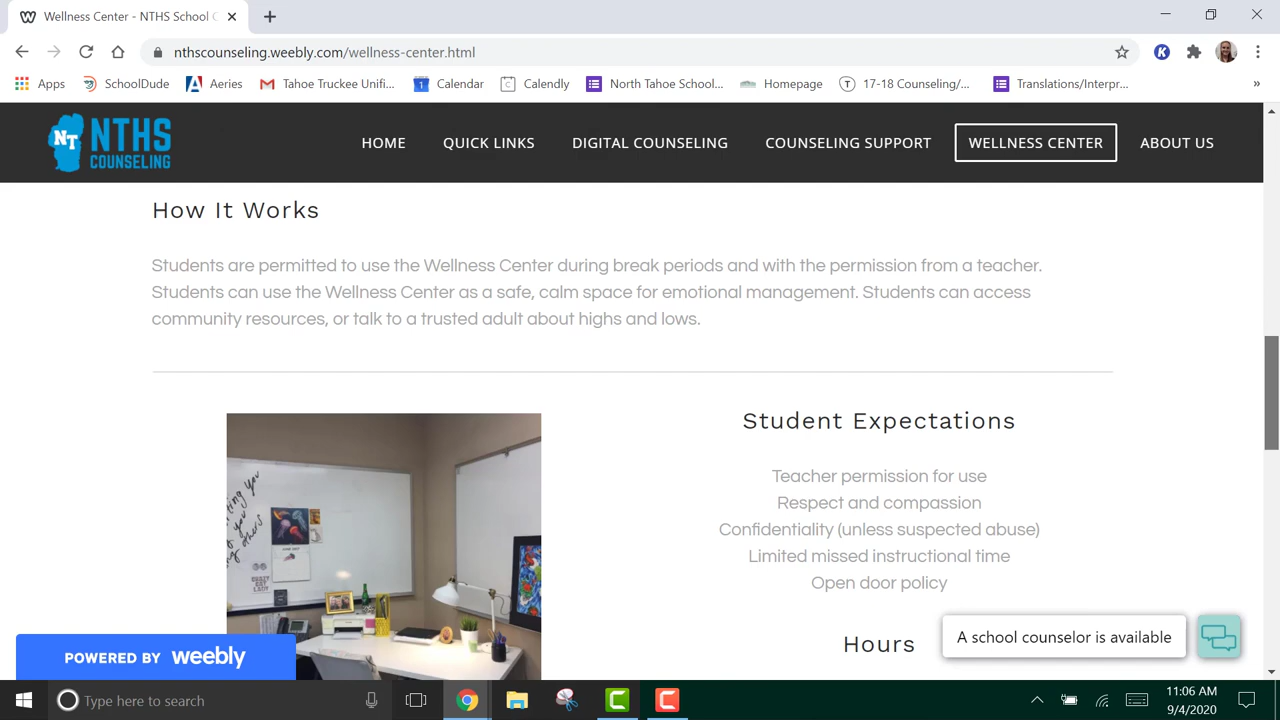 Wellness Center - NTHS School C
nthscounseling.weebly.com/wellness-center.html
Apps SchoolDude Aeries Tahoe Truckee Unifi... Calendar Calendly North Tahoe School... Homepage 17-18 Counseling/... Translations/Interpr... »
NT NTHS
COUNSELING
HOME QUICK LINKS DIGITAL COUNSELING COUNSELING SUPPORT WELLNESS CENTER ABOUT US
How It Works
Students are permitted to use the Wellness Center during break periods and with the permission from a teacher.
Students can use the Wellness Center as a safe, calm space for emotional management. Students can access
community resources, or talk to a trusted adult about highs and lows.
Student Expectations
Teacher permission for use
Respect and compassion
Confidentiality (unless suspected abuse)
Limited missed instructional time
Open door policy
Hours
A school counselor is available
POWERED BY weebly
Type here to search
11:06 AM
9/4/2020